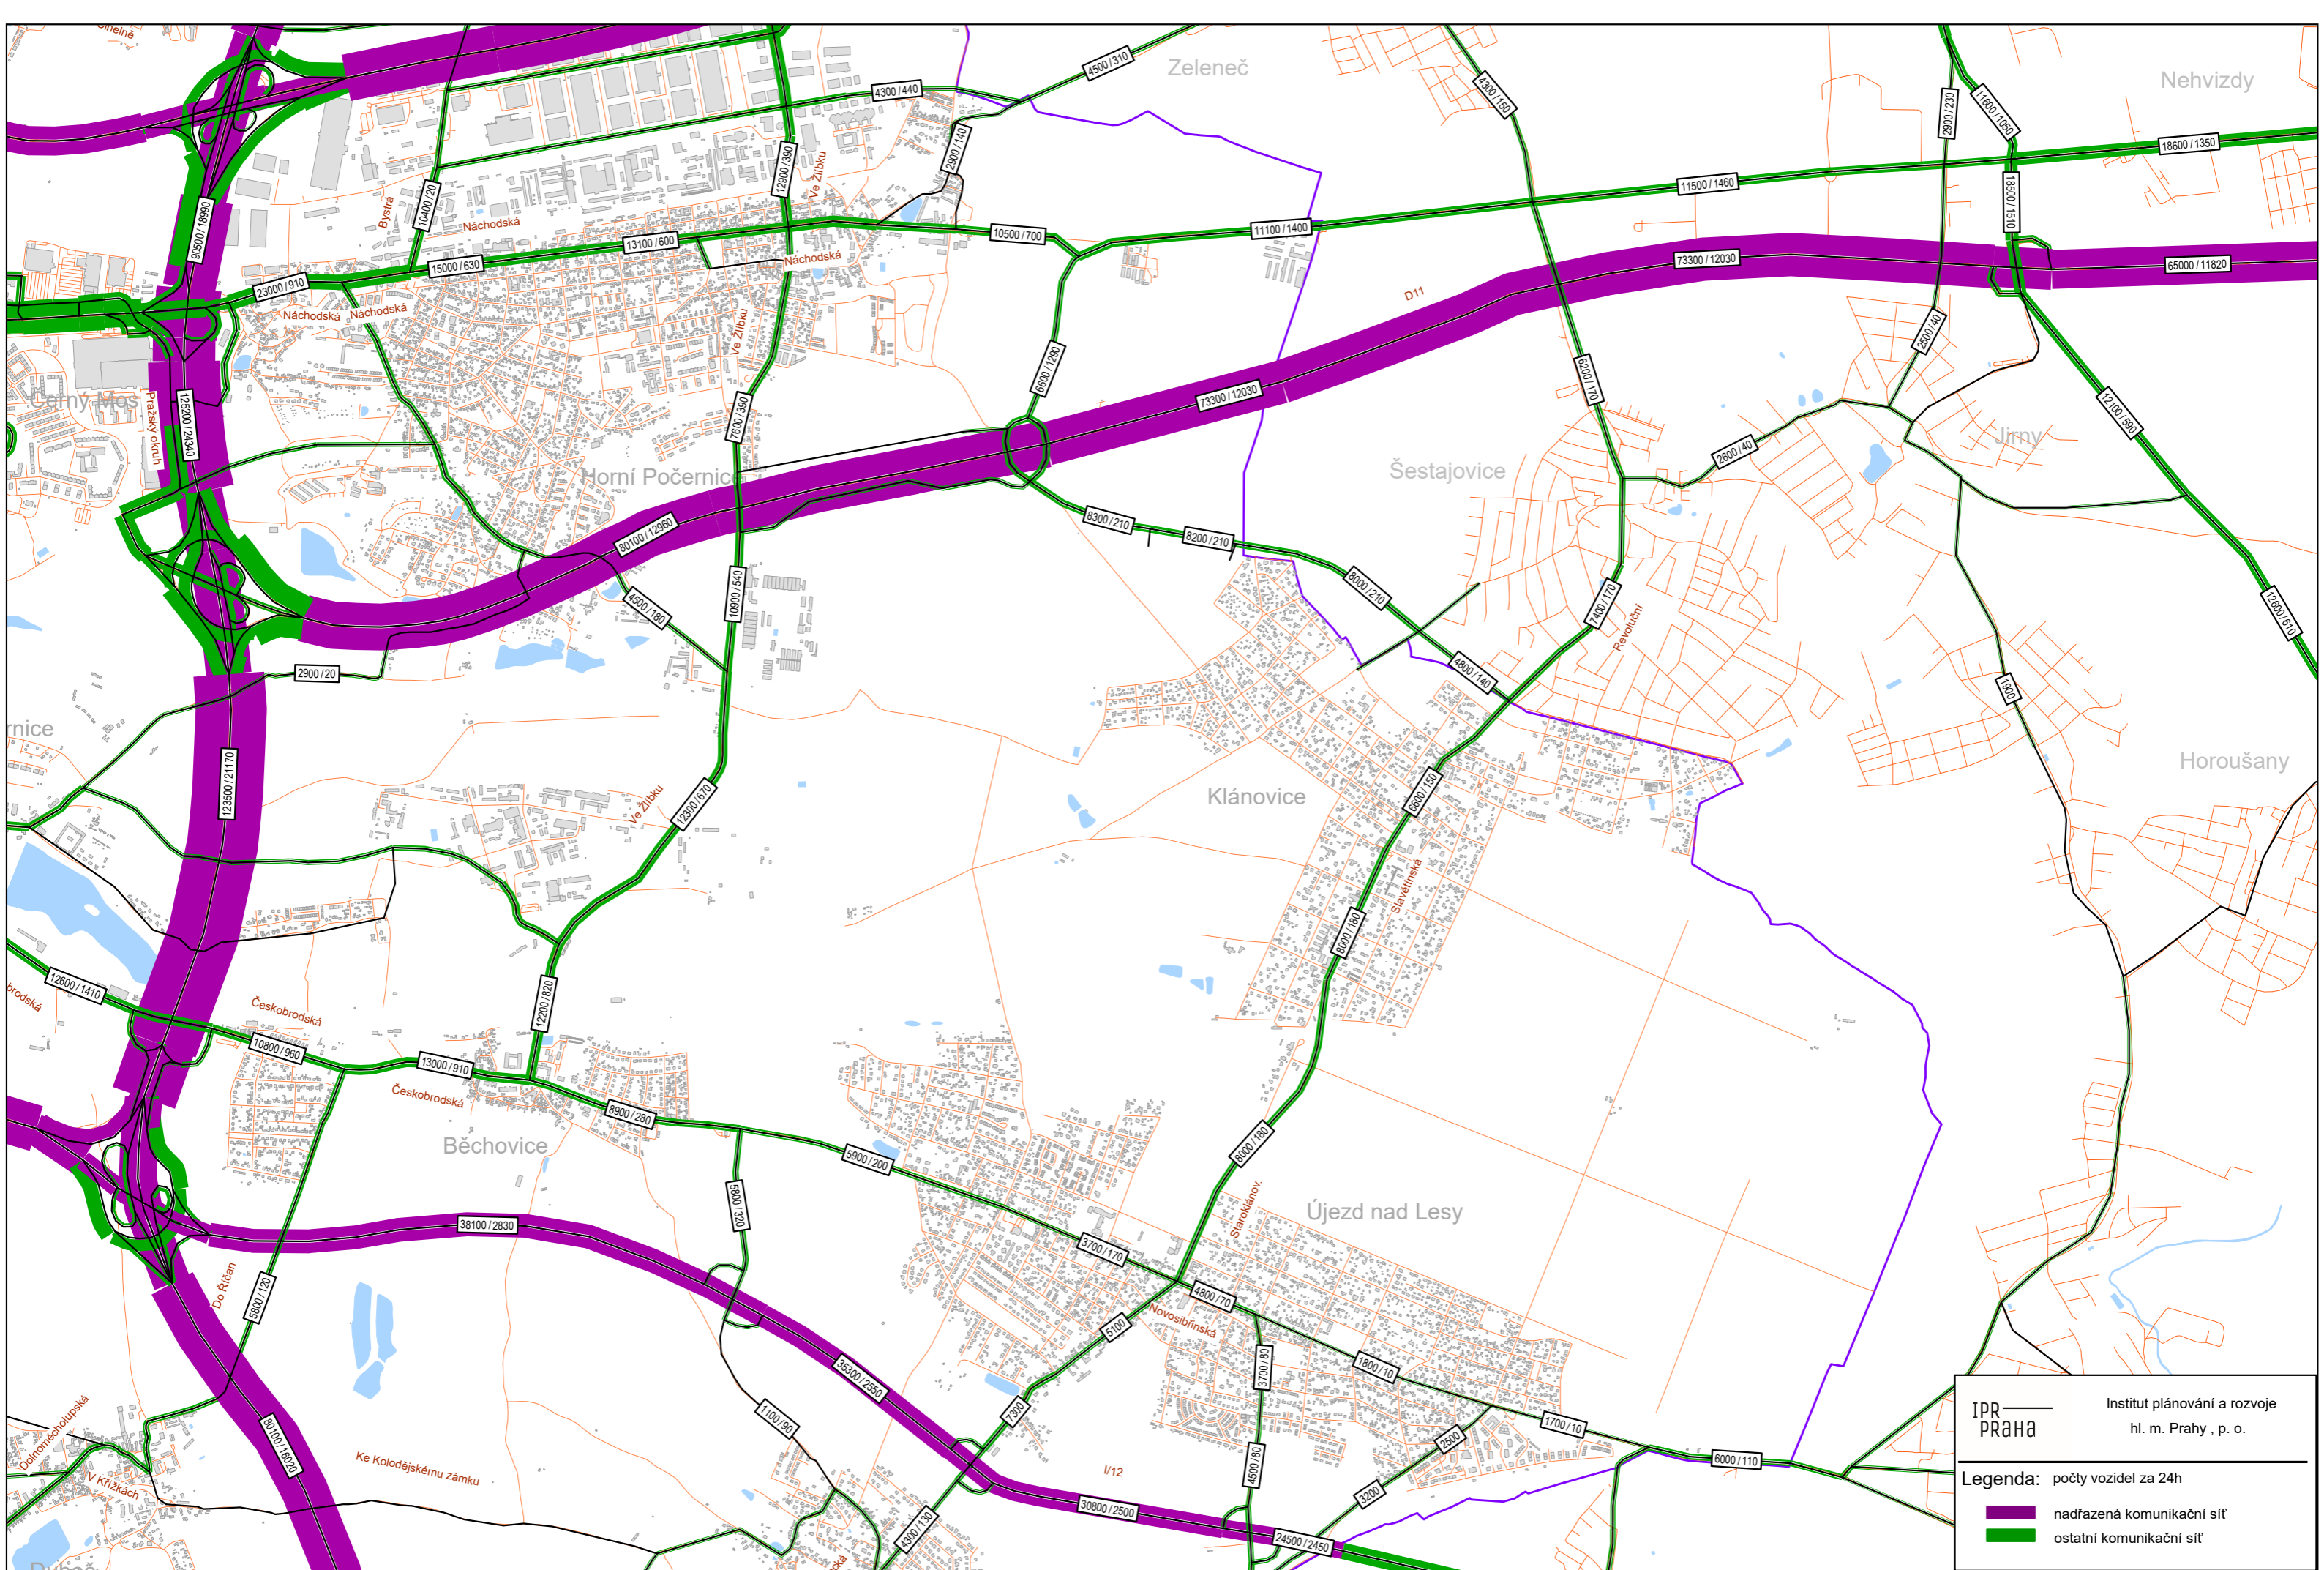 Cihelně
4500 / 310
Zeleneč
4300 / 440
4300 / 150
2900 / 230
11600 / 1050
Nehvizdy
18600 / 1350
12900 / 390
Ve Žlíbku
2900 / 140
11500 / 1460
18500 / 1510
90500 / 18990
Bystrá
10400 / 20
Náchodská
13100 / 600
10500 / 700
11100 / 1400
15000 / 630
Náchodská
73300 / 12030
65000 / 11820
23000 / 910
Náchodská
Náchodská
D11
Ve Žlíbku
2500 / 40
6600 / 1290
6200 / 170
73300 / 12030
Černý Mos
Pražský okruh
125200 / 24340
7600 / 390
12100 / 590
Jirny
2600 / 40
Horní Počernice
Šestajovice
8300 / 210
80100 / 12960
8200 / 210
8000 / 210
10900 / 540
4500 / 180
7400 / 170
Revoluční
12600 / 610
2900 / 20
4800 / 140
1900
rnice
123500 / 21170
Horoušany
Klánovice
6600 / 150
Ve Žlíbku
12300 / 670
Slavětínská
8000 / 180
12600 / 1410
brodská
Českobrodská
12200 / 820
10800 / 960
13000 / 910
Českobrodská
8900 / 280
Běchovice
8000 / 180
5900 / 200
5800 / 320
Staroklánov.
Újezd nad Lesy
38100 / 2830
3700 / 170
Do Říčan
5800 / 120
4800 / 70
Novosibřinská
5100
35300 / 2550
3700 / 80
1800 / 10
7300
1100 / 90
1700 / 10
Dolnoměcholupská
80100 / 16020
2500
V Křížkách
Ke Kolodějskému zámku
I/12
4500 / 80
6000 / 110
3200
30800 / 2500
4300 / 130
24500 / 2450
cká
IPR
PRAHA
Institut plánování a rozvoje
hl. m. Prahy , p. o.
Legenda: počty vozidel za 24h
nadřazená komunikační síť
ostatní komunikační síť